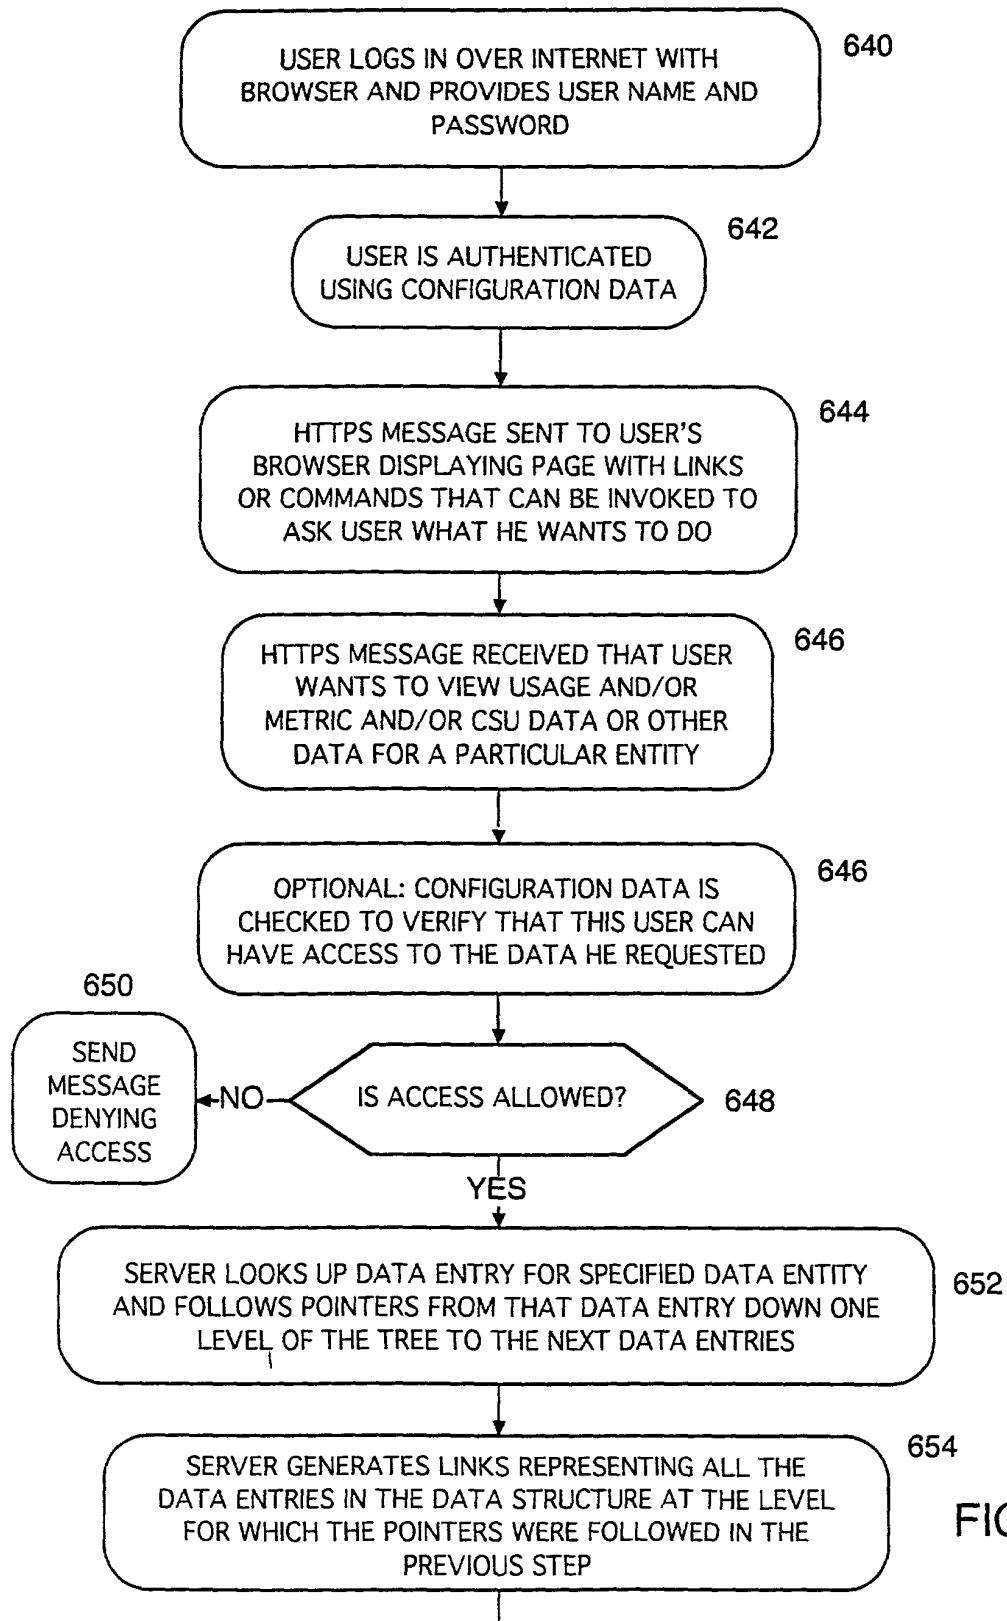 640
USER LOGS IN OVER INTERNET WITH
BROWSER AND PROVIDES USER NAME AND
PASSWORD
642
USER IS AUTHENTICATED
USING CONFIGURATION DATA
644
HTTPS MESSAGE SENT TO USER'S
BROWSER DISPLAYING PAGE WITH LINKS
OR COMMANDS THAT CAN BE INVOKED TO
ASK USER WHAT HE WANTS TO DO
646
HTTPS MESSAGE RECEIVED THAT USER
WANTS TO VIEW USAGE AND/OR
METRIC AND/OR CSU DATA OR OTHER
DATA FOR A PARTICULAR ENTITY
646
OPTIONAL: CONFIGURATION DATA IS
CHECKED TO VERIFY THAT THIS USER CAN
HAVE ACCESS TO THE DATA HE REQUESTED
650
SEND
MESSAGE
DENYING
ACCESS
NO
IS ACCESS ALLOWED?
648
YES
SERVER LOOKS UP DATA ENTRY FOR SPECIFIED DATA ENTITY
AND FOLLOWS POINTERS FROM THAT DATA ENTRY DOWN ONE
LEVEL OF THE TREE TO THE NEXT DATA ENTRIES
652
654
SERVER GENERATES LINKS REPRESENTING ALL THE
DATA ENTRIES IN THE DATA STRUCTURE AT THE LEVEL
FOR WHICH THE POINTERS WERE FOLLOWED IN THE
PREVIOUS STEP